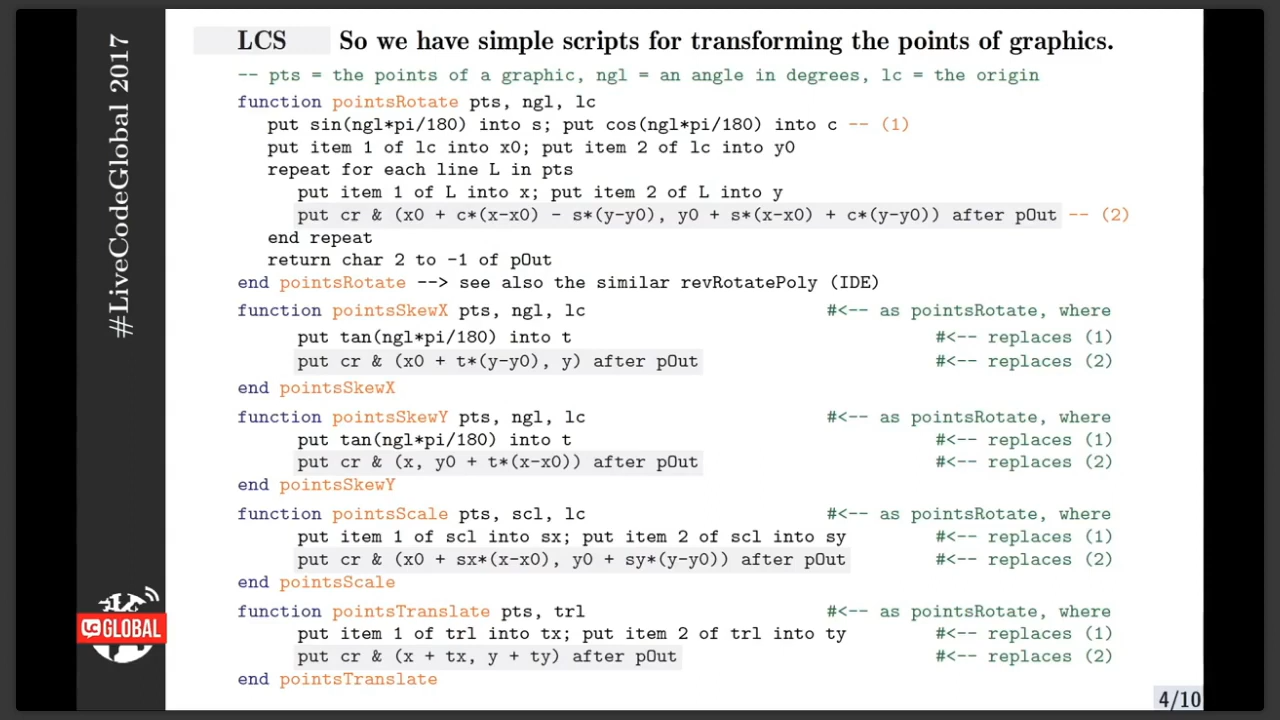 #LiveCodeGlobal 2017
LCS So we have simple scripts for transforming the points of graphics.
-- pts = the points of a graphic, ngl = an angle in degrees, lc = the origin
function pointsRotate pts, ngl, lc
put sin(ngl*pi/180) into s; put cos(ngl*pi/180) into c -- (1)
put item 1 of lc into x0; put item 2 of lc into y0
repeat for each line L in pts
put item 1 of L into x; put item 2 of L into y
put cr & (x0 + c*(x-x0) - s*(y-y0), y0 + s*(x-x0) + c*(y-y0)) after pOut -- (2)
end repeat
return char 2 to -1 of pOut
end pointsRotate --> see also the similar revRotatePoly (IDE)
function pointsSkewX pts, ngl, lc #<-- as pointsRotate, where
put tan(ngl*pi/180) into t #<-- replaces (1)
put cr & (x0 + t*(y-y0), y) after pOut #<-- replaces (2)
end pointsSkewX
function pointsSkewY pts, ngl, lc #<-- as pointsRotate, where
put tan(ngl*pi/180) into t #<-- replaces (1)
put cr & (x, y0 + t*(x-x0)) after pOut #<-- replaces (2)
end pointsSkewY
function pointsScale pts, scl, lc #<-- as pointsRotate, where
put item 1 of scl into sx; put item 2 of scl into sy #<-- replaces (1)
put cr & (x0 + sx*(x-x0), y0 + sy*(y-y0)) after pOut #<-- replaces (2)
end pointsScale
function pointsTranslate pts, trl #<-- as pointsRotate, where
put item 1 of trl into tx; put item 2 of trl into ty #<-- replaces (1)
put cr & (x + tx, y + ty) after pOut #<-- replaces (2)
end pointsTranslate
LC GLOBAL
4/10